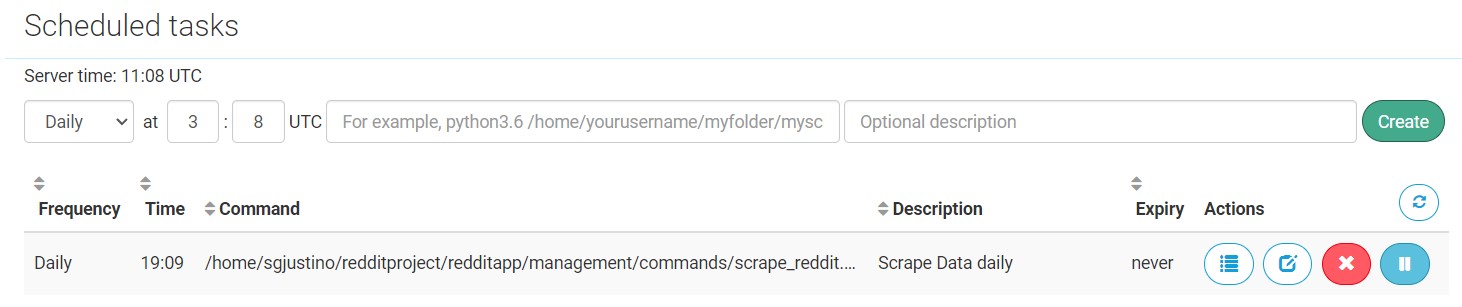 Scheduled tasks
Server time: 11:08 UTC
Daily at 3 : 8 UTC For example, python3.6 /home/yourusername/myfolder/mysc Optional description Create
Frequency Time Command Description Expiry Actions
Daily 19:09 /home/sgjustino/redditproject/redditapp/management/commands/scrape_reddit.... Scrape Data daily never